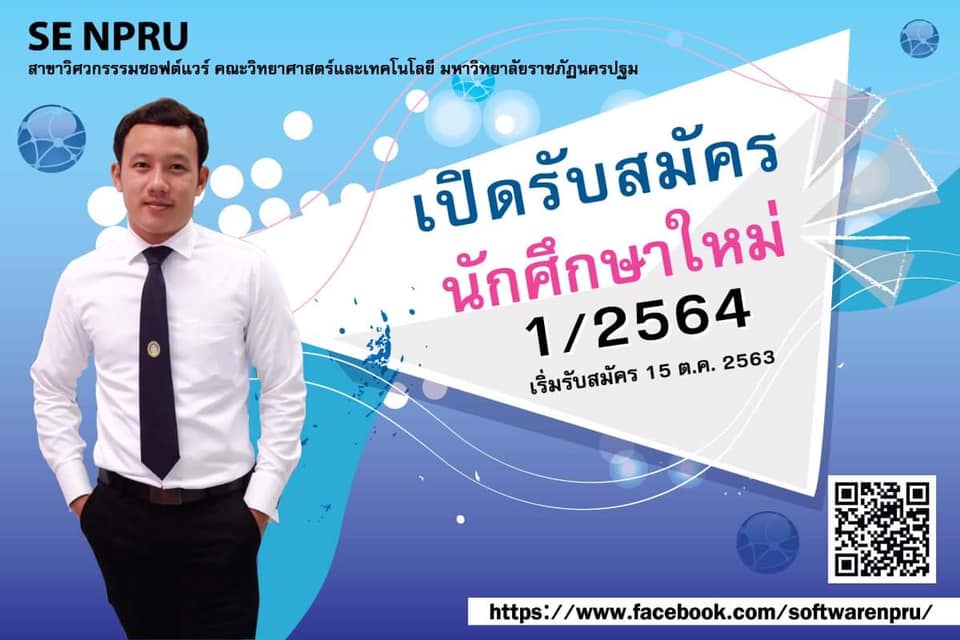 SE NPRU
สาขาวิศวกรรรมซอฟต์แวร์ คณะวิทยาศาสตร์และเทคโนโลยี มหาวิทยาลัยราชภัฏนครปฐม
เปิดรับสมัคร
นักศึกษาใหม่
1/2564
เริ่มรับสมัคร 15 ต.ค. 2563
https://www.facebook.com/softwarenpru/